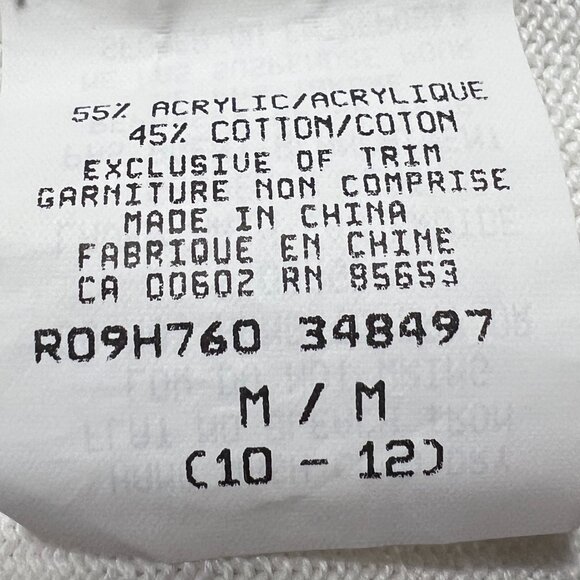 55% ACRYLIC/ACRYLIQUE
45% COTTON/COTON
EXCLUSIVE OF TRIM
GARNITURE NON COMPRISE
MADE IN CHINA
FABRIQUE EN CHINE
CA 00602 RN 85653
R09H760 348497
M / M
(10 - 12)